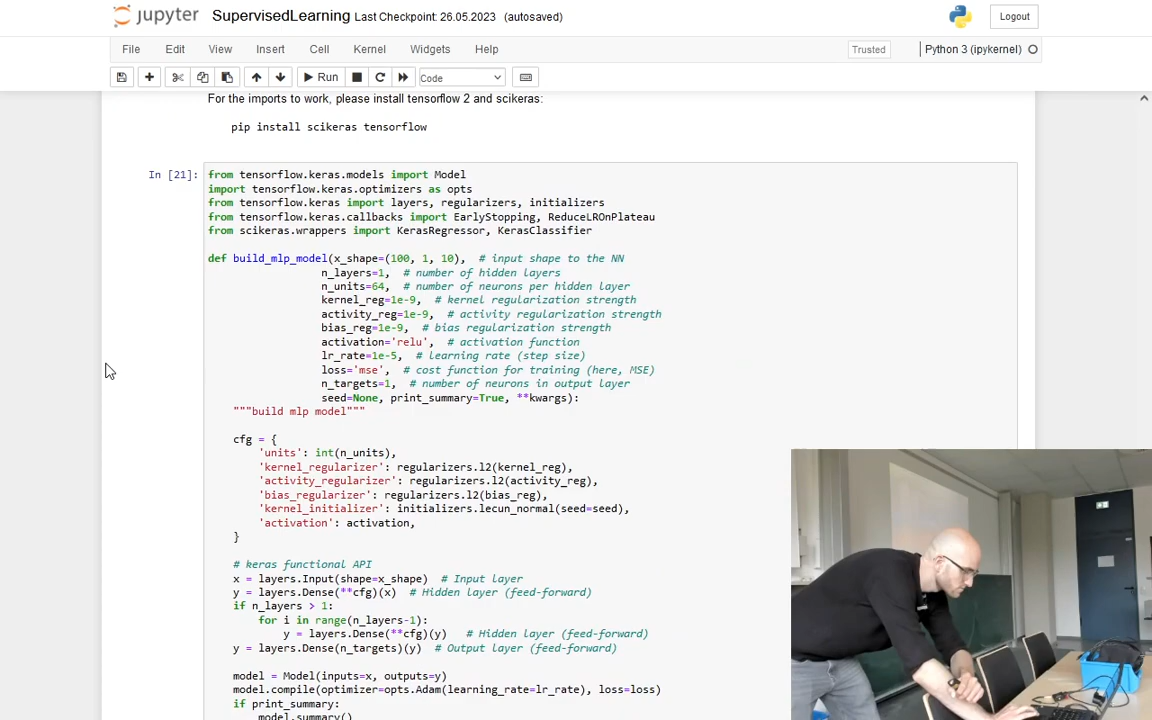 jupyter SupervisedLearning Last Checkpoint: 26.05.2023 (autosaved)
Logout
File Edit View Insert Cell Kernel Widgets Help
Trusted
Python 3 (ipykernel)
Run
Code
For the imports to work, please install tensorflow 2 and scikeras:
pip install scikeras tensorflow
In [21]:
from tensorflow.keras.models import Model
import tensorflow.keras.optimizers as opts
from tensorflow.keras import layers, regularizers, initializers
from tensorflow.keras.callbacks import EarlyStopping, ReduceLROnPlateau
from scikeras.wrappers import KerasRegressor, KerasClassifier
def build_mlp_model(x_shape=(100, 1, 10),  # input shape to the NN
n_layers=1,  # number of hidden layers
n_units=64,  # number of neurons per hidden layer
kernel_reg=1e-9,  # kernel regularization strength
activity_reg=1e-9,  # activity regularization strength
bias_reg=1e-9,  # bias regularization strength
activation='relu',  # activation function
lr_rate=1e-5,  # learning rate (step size)
loss='mse',  # cost function for training (here, MSE)
n_targets=1,  # number of neurons in output layer
seed=None, print_summary=True, **kwargs):
"""build mlp model"""
cfg = {
'units': int(n_units),
'kernel_regularizer': regularizers.l2(kernel_reg),
'activity_regularizer': regularizers.l2(activity_reg),
'bias_regularizer': regularizers.l2(bias_reg),
'kernel_initializer': initializers.lecun_normal(seed=seed),
'activation': activation,
}
# keras functional API
x = layers.Input(shape=x_shape)  # Input layer
y = layers.Dense(**cfg)(x)  # Hidden layer (feed-forward)
if n_layers > 1:
for i in range(n_layers-1):
y = layers.Dense(**cfg)(y)  # Hidden layer (feed-forward)
y = layers.Dense(n_targets)(y)  # Output layer (feed-forward)
model = Model(inputs=x, outputs=y)
model.compile(optimizer=opts.Adam(learning_rate=lr_rate), loss=loss)
if print_summary:
model.summary()